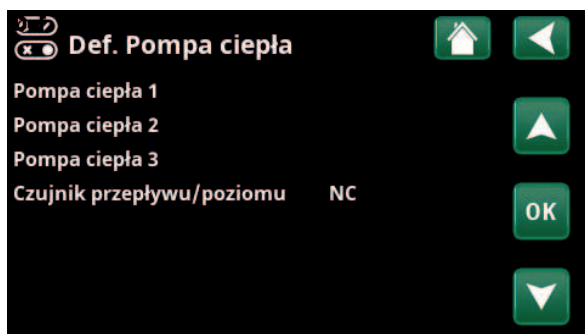 Def. Pompa ciepła
Pompa ciepła 1
Pompa ciepła 2
Pompa ciepła 3
Czujnik przepływu/poziomu NC
OK